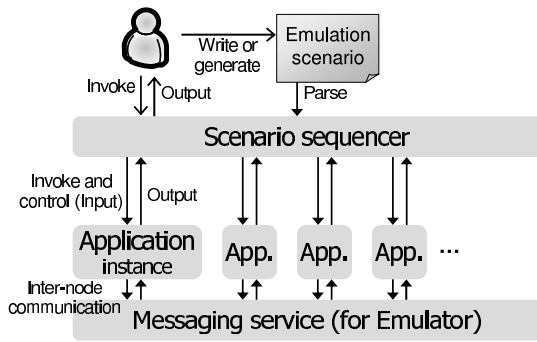 Write or
generate
Emulation
scenario
Invoke
Output
Parse
Scenario sequencer
Invoke and
control (Input)
Output
Application
instance
App.
App.
App.
...
Inter-node
communication
Messaging service (for Emulator)